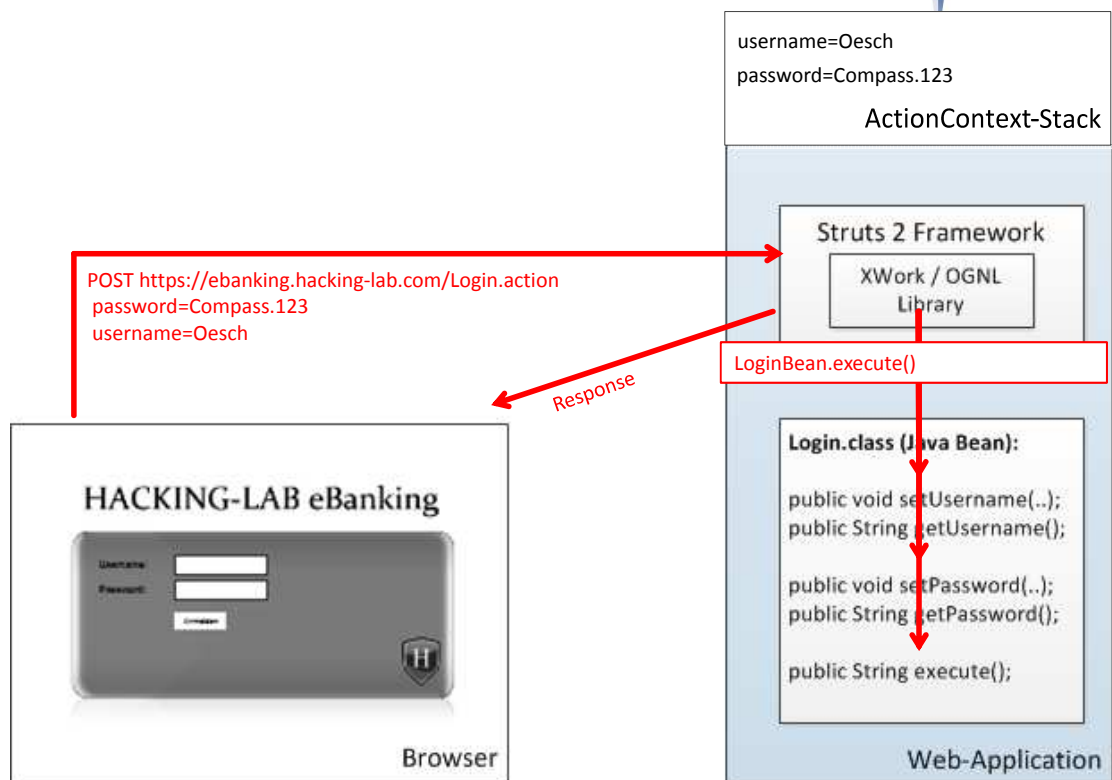 username=Oesch
password=Compass.123
ActionContext-Stack
Struts 2 Framework
XWork / OGNL
Library
POST https://ebanking.hacking-lab.com/Login.action
password=Compass.123
username=Oesch
LoginBean.execute()
Response
Login.class (Java Bean):
public void setUsername(..);
public String getUsername();
public void setPassword(..);
public String getPassword();
public String execute();
Web-Application
HACKING-LAB eBanking
Username:
Password:
H
Browser